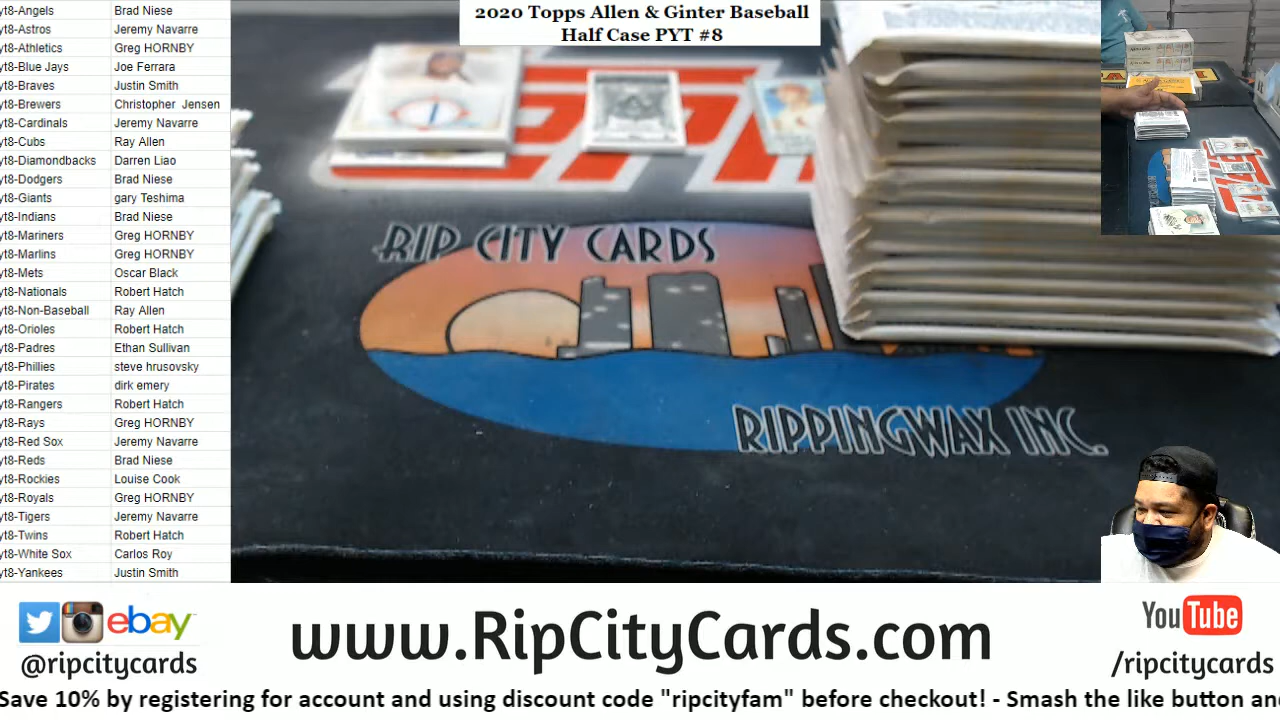 2020 Topps Allen & Ginter Baseball
Half Case PYT #8
yt8-Angels Brad Niese
yt8-Astros Jeremy Navarre
yt8-Athletics Greg HORNBY
yt8-Blue Jays Joe Ferrara
yt8-Braves Justin Smith
yt8-Brewers Christopher Jensen
yt8-Cardinals Jeremy Navarre
yt8-Cubs Ray Allen
yt8-Diamondbacks Darren Liao
yt8-Dodgers Brad Niese
yt8-Giants gary Teshima
yt8-Indians Brad Niese
yt8-Mariners Greg HORNBY
yt8-Marlins Greg HORNBY
yt8-Mets Oscar Black
yt8-Nationals Robert Hatch
yt8-Non-Baseball Ray Allen
yt8-Orioles Robert Hatch
yt8-Padres Ethan Sullivan
yt8-Phillies steve hrusovsky
yt8-Pirates dirk emery
yt8-Rangers Robert Hatch
yt8-Rays Greg HORNBY
yt8-Red Sox Jeremy Navarre
yt8-Reds Brad Niese
yt8-Rockies Louise Cook
yt8-Royals Greg HORNBY
yt8-Tigers Jeremy Navarre
yt8-Twins Robert Hatch
yt8-White Sox Carlos Roy
yt8-Yankees Justin Smith
RIP CITY CARDS
RIPPINGWAX INC.
ebay
@ripcitycards
www.RipCityCards.com
YouTube
/ripcitycards
Save 10% by registering for account and using discount code "ripcityfam" before checkout! - Smash the like button and